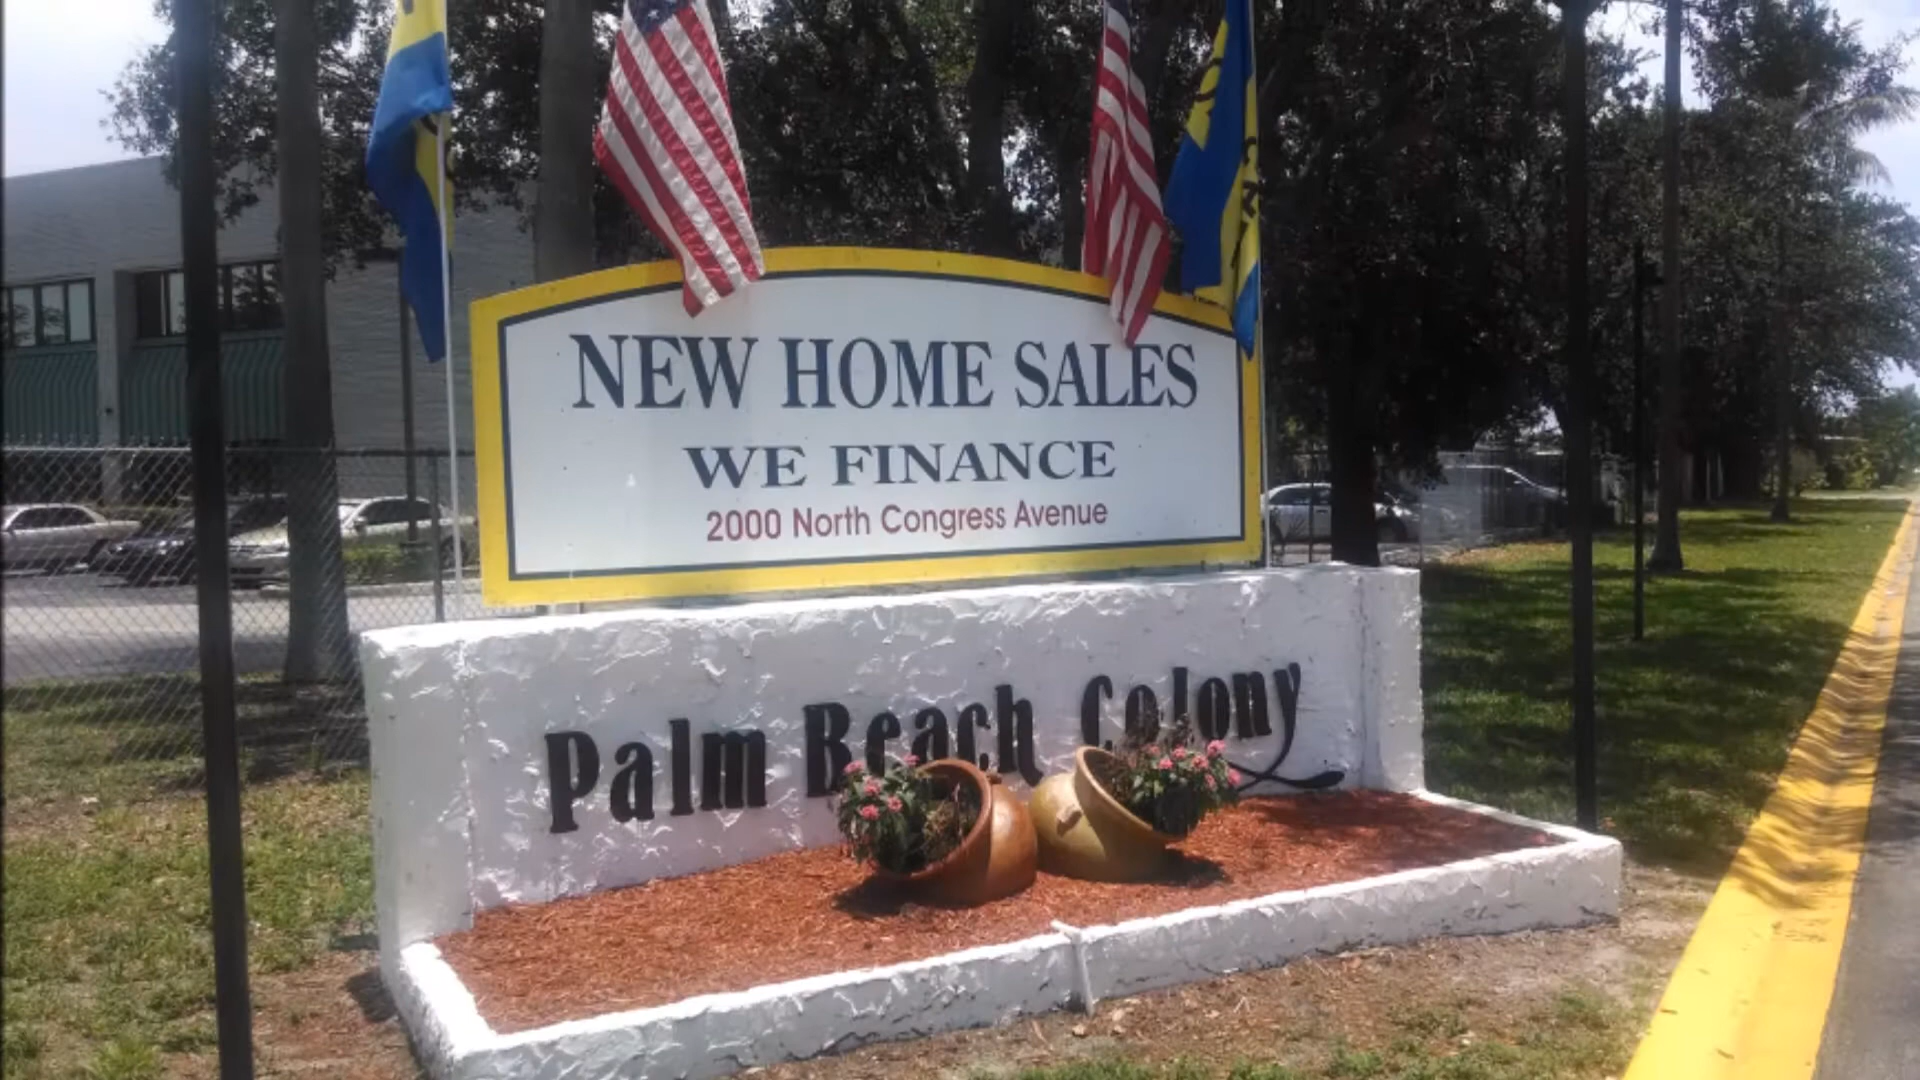 NEW HOME SALES
WE FINANCE
2000 North Congress Avenue
Palm Beach Colony